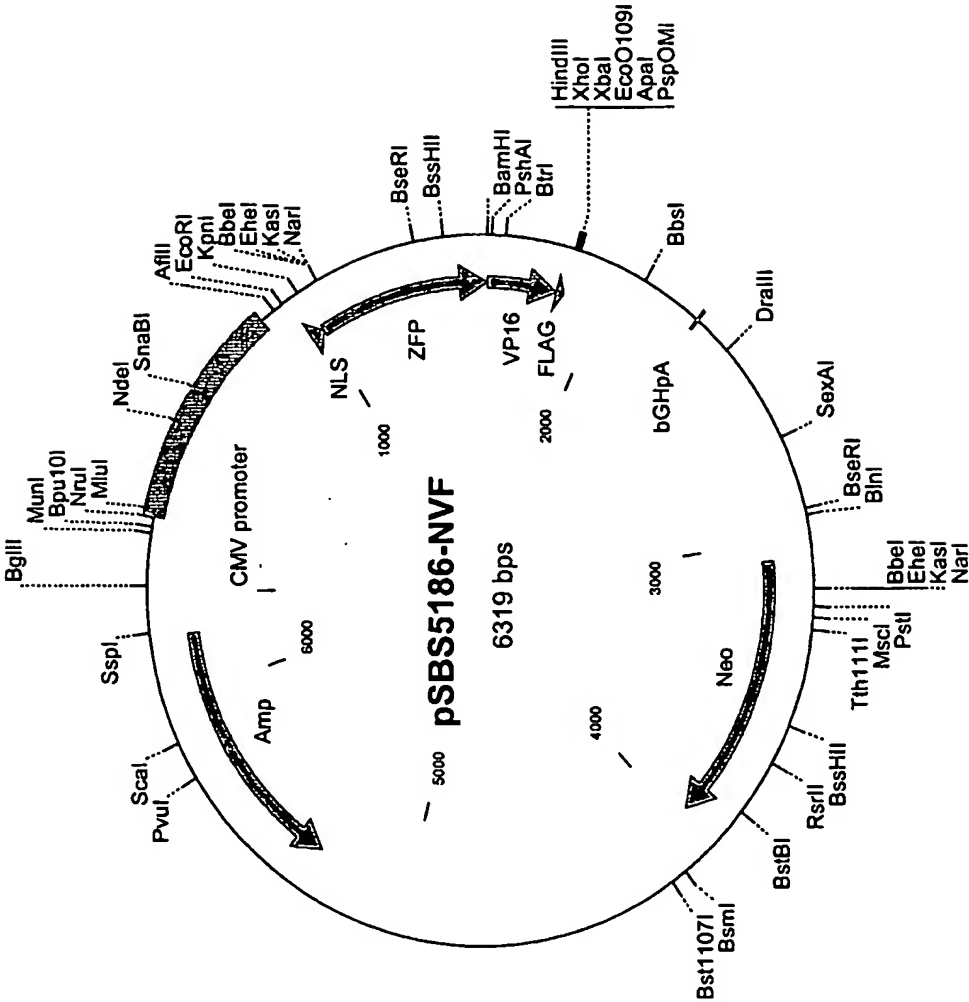 BglII
MunI
Bpu10I
NruI
MluI
NdeI
SnaBI
AflII
EcoRI
KpnI
BbeI
EheI
KasI
NarI
BseRI
BssHII
BamHI
PshAI
BtrI
HindIII
XhoI
XbaI
EcoO109I
ApaI
PspOMI
BbsI
DraIII
SexAI
BseRI
BlnI
BbeI
EheI
KasI
NarI
PstI
MscI
Tth111I
BssHII
RsrII
BstBI
BsmI
Bst1107I
PvuI
ScaI
SspI
CMV promoter
NLS
ZFP
VP16
FLAG
bGHpA
Neo
Amp
1000
2000
3000
4000
5000
6000
pSBS5186-NVF
6319 bps